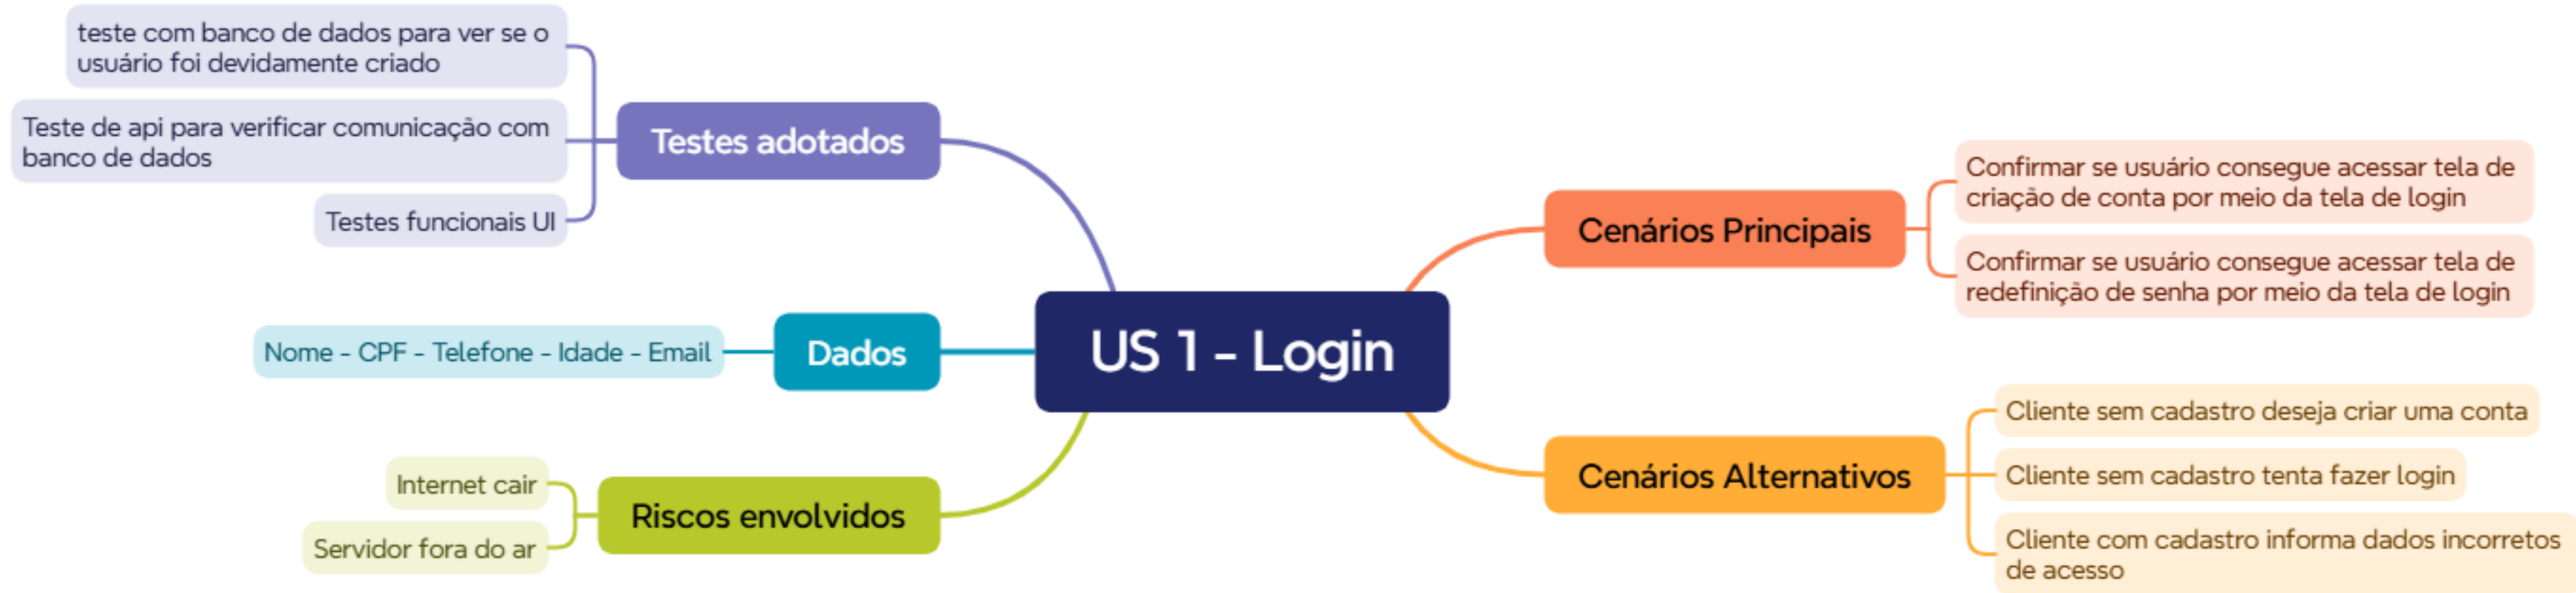 teste com banco de dados para ver se o
usuário foi devidamente criado
Teste de api para verificar comunicação com
banco de dados
Testes funcionais UI
Testes adotados
Nome - CPF - Telefone - Idade - Email
Dados
Internet cair
Servidor fora do ar
Riscos envolvidos
US 1 - Login
Cenários Principais
Confirmar se usuário consegue acessar tela de
criação de conta por meio da tela de login
Confirmar se usuário consegue acessar tela de
redefinição de senha por meio da tela de login
Cenários Alternativos
Cliente sem cadastro deseja criar uma conta
Cliente sem cadastro tenta fazer login
Cliente com cadastro informa dados incorretos
de acesso